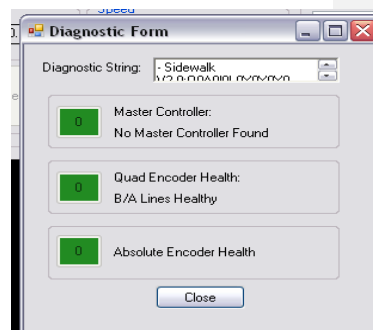 Speed
Diagnostic Form
Diagnostic String: - Sidewalk
0
Master Controller:
No Master Controller Found
0
Quad Encoder Health:
B/A Lines Healthy
0
Absolute Encoder Health
Close